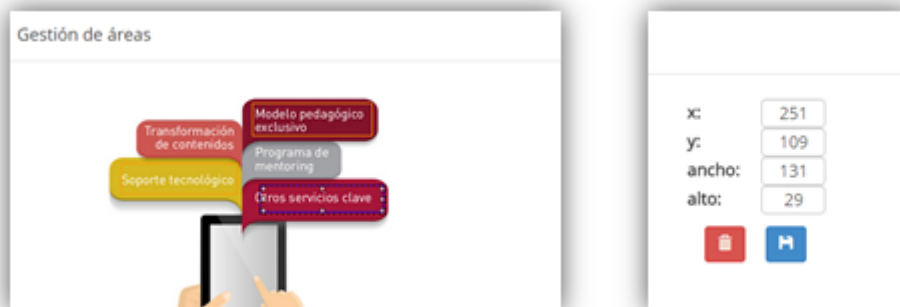 Gestión de áreas
Modelo pedagógico
exclusivo
Transformación
de contenidos
Programa de
mentoring
Soporte tecnológico
Otros servicios clave
x: 251
y: 109
ancho: 131
alto: 29